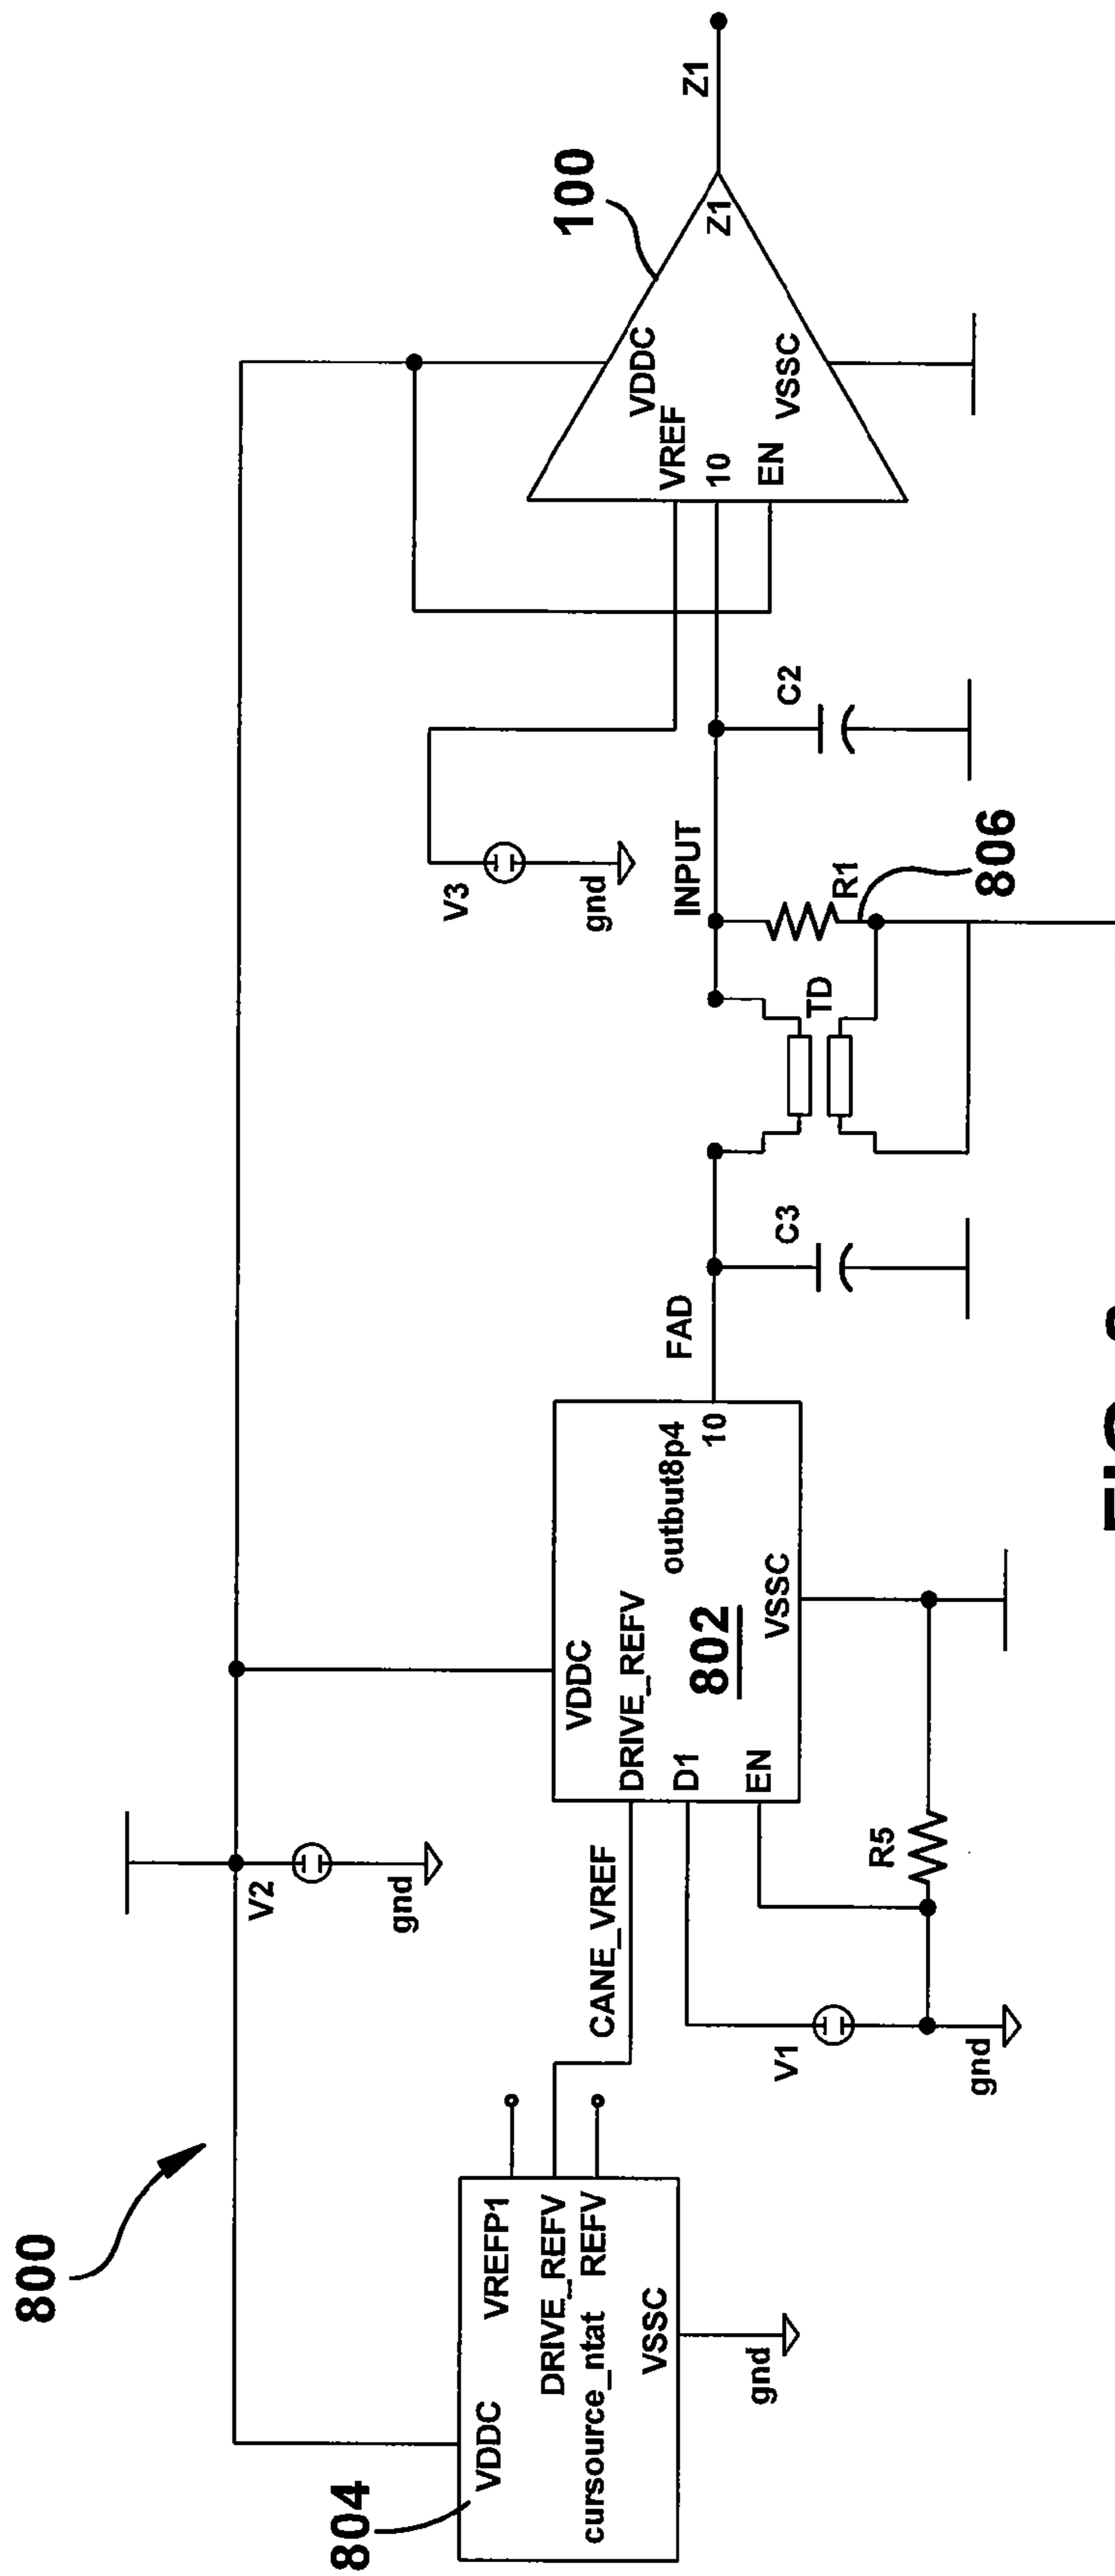 800
804
VDDC
VREFP1
DRIVE_REFV
cursource_ntat
REFV
VSSC
gnd
V2
gnd
CANE_VREF
V1
gnd
R5
VDDC
DRIVE_REFV
outbut8p4
D1
802
10
EN
VSSC
FAD
C3
TD
INPUT
R1
806
C2
V3
gnd
100
VDDC
VREF
10
Z1
EN
VSSC
Z1